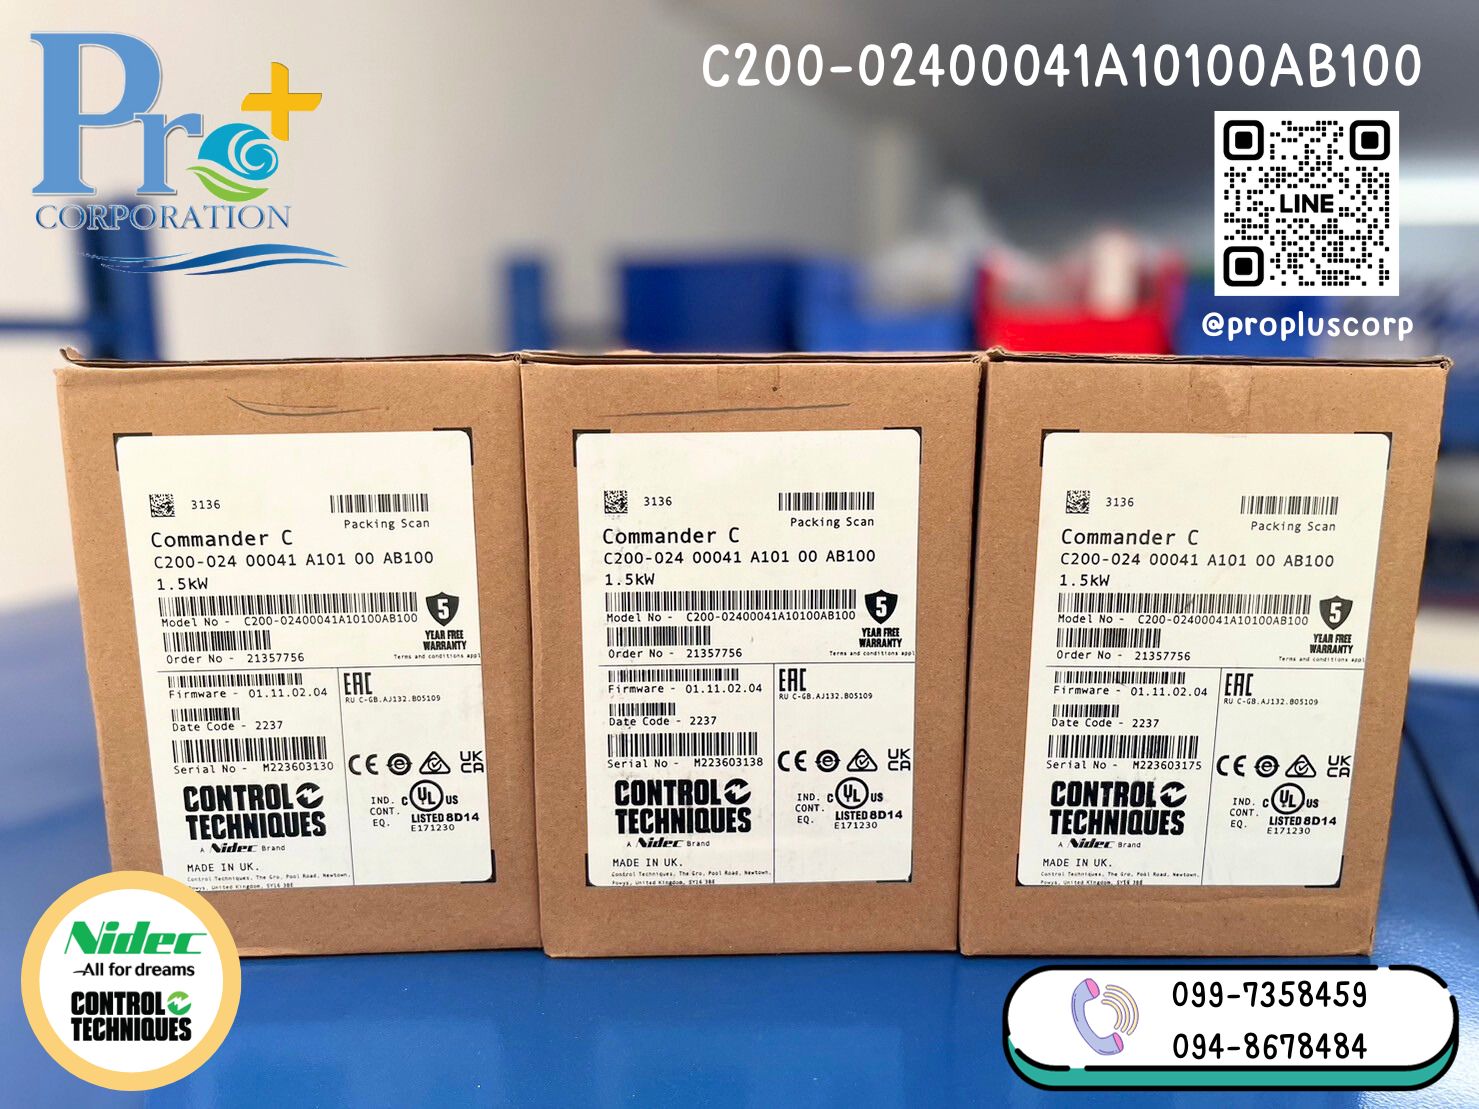 Pro+
CORPORATION
C200-02400041A10100AB100
LINE
@propluscorp
3136
Packing Scan
Commander C
C200-024 00041 A101 00 AB100
1.5kW
Model No - C200-02400041A10100AB100
5
YEAR FREE
WARRANTY
Terms and conditions appl
Order No - 21357756
Firmware - 01.11.02.04
EAC
RU C-GB.AJ132.B05109
Date Code - 2237
Serial No - M223603130
CE
UK
CA
CONTROL
TECHNIQUES
A Nidec Brand
IND.
CONT.
EQ.
C UL US
LISTED 8D14
E171230
MADE IN UK.
Control Techniques, The Gro, Pool Road, Newtown,
Powys, United Kingdom, SY16 3BE
3136
Packing Scan
Commander C
C200-024 00041 A101 00 AB100
1.5kW
Model No - C200-02400041A10100AB100
5
YEAR FREE
WARRANTY
Terms and conditions appl
Order No - 21357756
Firmware - 01.11.02.04
EAC
RU C-GB.AJ132.B05109
Date Code - 2237
Serial No - M223603138
CE
UK
CA
CONTROL
TECHNIQUES
A Nidec Brand
IND.
CONT.
EQ.
C UL US
LISTED 8D14
E171230
MADE IN UK.
Control Techniques, The Gro, Pool Road, Newtown,
Powys, United Kingdom, SY16 3BE
3136
Packing Scan
Commander C
C200-024 00041 A101 00 AB100
1.5kW
Model No - C200-02400041A10100AB100
5
YEAR FREE
WARRANTY
Terms and conditions appl
Order No - 21357756
Firmware - 01.11.02.04
EAC
RU C-GB.AJ132.B05109
Date Code - 2237
Serial No - M223603175
CE
UK
CA
CONTROL
TECHNIQUES
A Nidec Brand
IND.
CONT.
EQ.
C UL US
LISTED 8D14
E171230
MADE IN UK.
Control Techniques, The Gro, Pool Road, Newtown,
Powys, United Kingdom, SY16 3BE
Nidec
All for dreams
CONTROL
TECHNIQUES
099-7358459
094-8678484